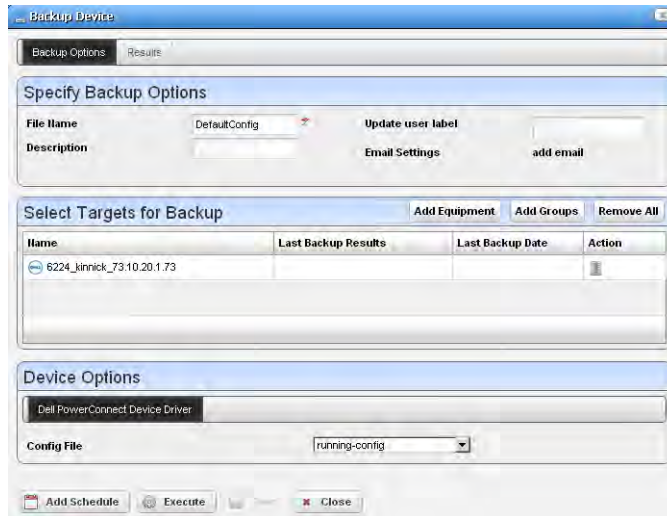 Backup Device
Backup Options Results
Specify Backup Options
File Name DefaultConfig * Update user label
Description Email Settings add email
Select Targets for Backup Add Equipment Add Groups Remove All
Name Last Backup Results Last Backup Date Action
6224_kinnick_73.10.20.1.73
Device Options
Dell PowerConnect Device Driver
Config File running-config
Add Schedule Execute Close